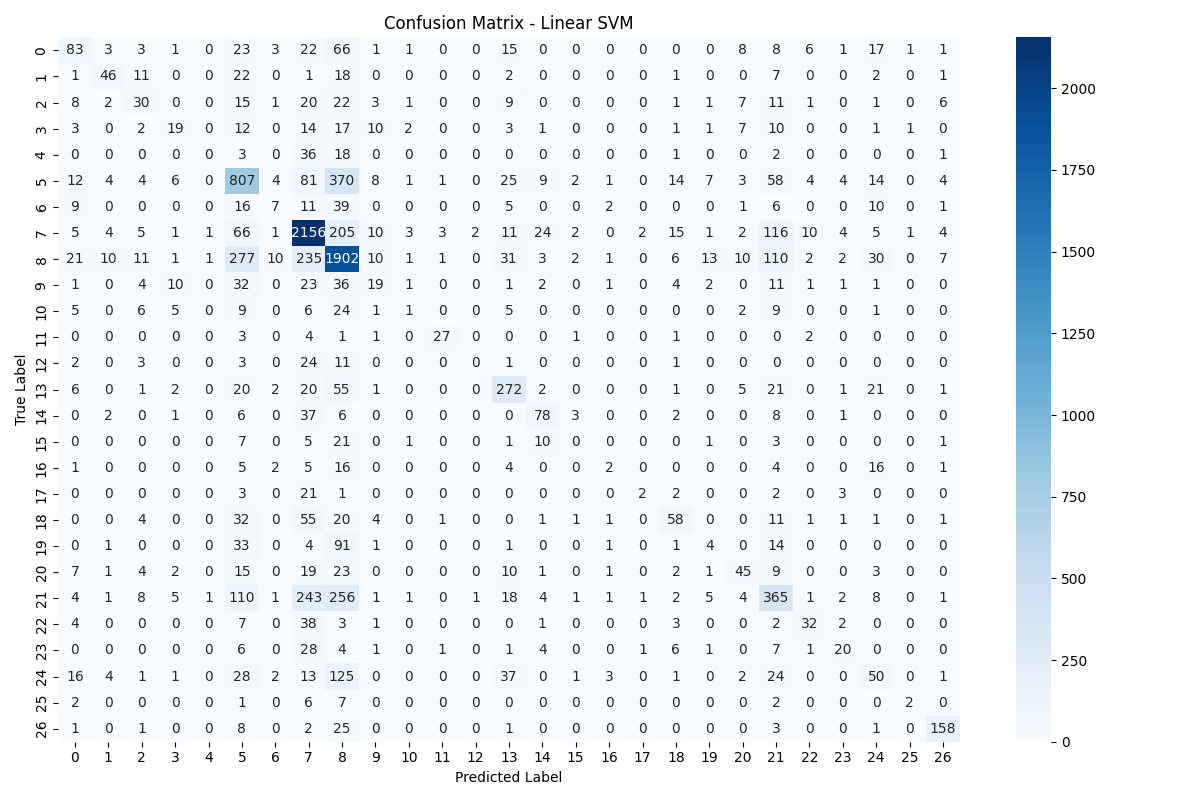 Confusion Matrix - Linear SVM
0 83 3 3 1 0 23 3 22 66 1 1 0 0 15 0 0 0 0 0 0 8 8 6 1 17 1 1
1 1 46 11 0 0 22 0 1 18 0 0 0 0 2 0 0 0 0 1 0 0 7 0 0 2 0 1
2 8 2 30 0 0 15 1 20 22 3 1 0 0 9 0 0 0 0 1 1 7 11 1 0 1 0 6
3 3 0 2 19 0 12 0 14 17 10 2 0 0 3 1 0 0 0 1 1 7 10 0 0 1 1 0
4 0 0 0 0 0 3 0 36 18 0 0 0 0 0 0 0 0 0 1 0 0 2 0 0 0 0 1
5 12 4 4 6 0 807 4 81 370 8 1 1 0 25 9 2 1 0 14 7 3 58 4 4 14 0 4
6 9 0 0 0 0 16 7 11 39 0 0 0 0 5 0 0 2 0 0 0 1 6 0 0 10 0 1
7 5 4 5 1 1 66 1 2156 205 10 3 3 2 11 24 2 0 2 15 1 2 116 10 4 5 1 4
8 21 10 11 1 1 277 10 235 1902 10 1 1 0 31 3 2 1 0 6 13 10 110 2 2 30 0 7
9 1 0 4 10 0 32 0 23 36 19 1 0 0 1 2 0 1 0 4 2 0 11 1 1 1 0 0
10 5 0 6 5 0 9 0 6 24 1 1 0 0 5 0 0 0 0 0 0 2 9 0 0 1 0 0
11 0 0 0 0 0 3 0 4 1 1 0 27 0 0 0 1 0 0 1 0 0 0 2 0 0 0 0
12 2 0 3 0 0 3 0 24 11 0 0 0 0 1 0 0 0 0 1 0 0 0 0 0 0 0 0
13 6 0 1 2 0 20 2 20 55 1 0 0 0 272 2 0 0 0 1 0 5 21 0 1 21 0 1
14 0 2 0 1 0 6 0 37 6 0 0 0 0 0 78 3 0 0 2 0 0 8 0 1 0 0 0
15 0 0 0 0 0 7 0 5 21 0 1 0 0 1 10 0 0 0 0 1 0 3 0 0 0 0 1
16 1 0 0 0 0 5 2 5 16 0 0 0 0 4 0 0 2 0 0 0 0 4 0 0 16 0 1
17 0 0 0 0 0 3 0 21 1 0 0 0 0 0 0 0 0 2 2 0 0 2 0 3 0 0 0
18 0 0 4 0 0 32 0 55 20 4 0 1 0 0 1 1 1 0 58 0 0 11 1 1 1 0 1
19 0 1 0 0 0 33 0 4 91 1 0 0 0 1 0 0 1 0 1 4 0 14 0 0 0 0 0
20 7 1 4 2 0 15 0 19 23 0 0 0 0 10 1 0 1 0 2 1 45 9 0 0 3 0 0
21 4 1 8 5 1 110 1 243 256 1 1 0 1 18 4 1 1 1 2 5 4 365 1 2 8 0 1
22 4 0 0 0 0 7 0 38 3 1 0 0 0 0 1 0 0 0 3 0 0 2 32 2 0 0 0
23 0 0 0 0 0 6 0 28 4 1 0 1 0 1 4 0 0 1 6 1 0 7 1 20 0 0 0
24 16 4 1 1 0 28 2 13 125 0 0 0 0 37 0 1 3 0 1 0 2 24 0 0 50 0 1
25 2 0 0 0 0 1 0 6 7 0 0 0 0 0 0 0 0 0 0 0 0 2 0 0 0 2 0
26 1 0 1 0 0 8 0 2 25 0 0 0 0 1 0 0 0 0 0 0 0 3 0 0 1 0 158
0 1 2 3 4 5 6 7 8 9 10 11 12 13 14 15 16 17 18 19 20 21 22 23 24 25 26
Predicted Label
True Label
2000
1750
1500
1250
1000
750
500
250
0